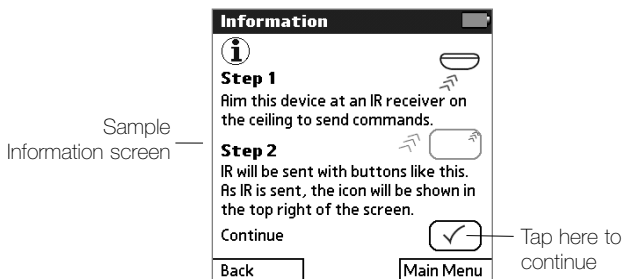 Information
Step 1
Aim this device at an IR receiver on
the ceiling to send commands.
Sample
Information screen
Step 2
IR will be sent with buttons like this.
As IR is sent, the icon will be shown in
the top right of the screen.
Continue
Tap here to
continue
Back
Main Menu